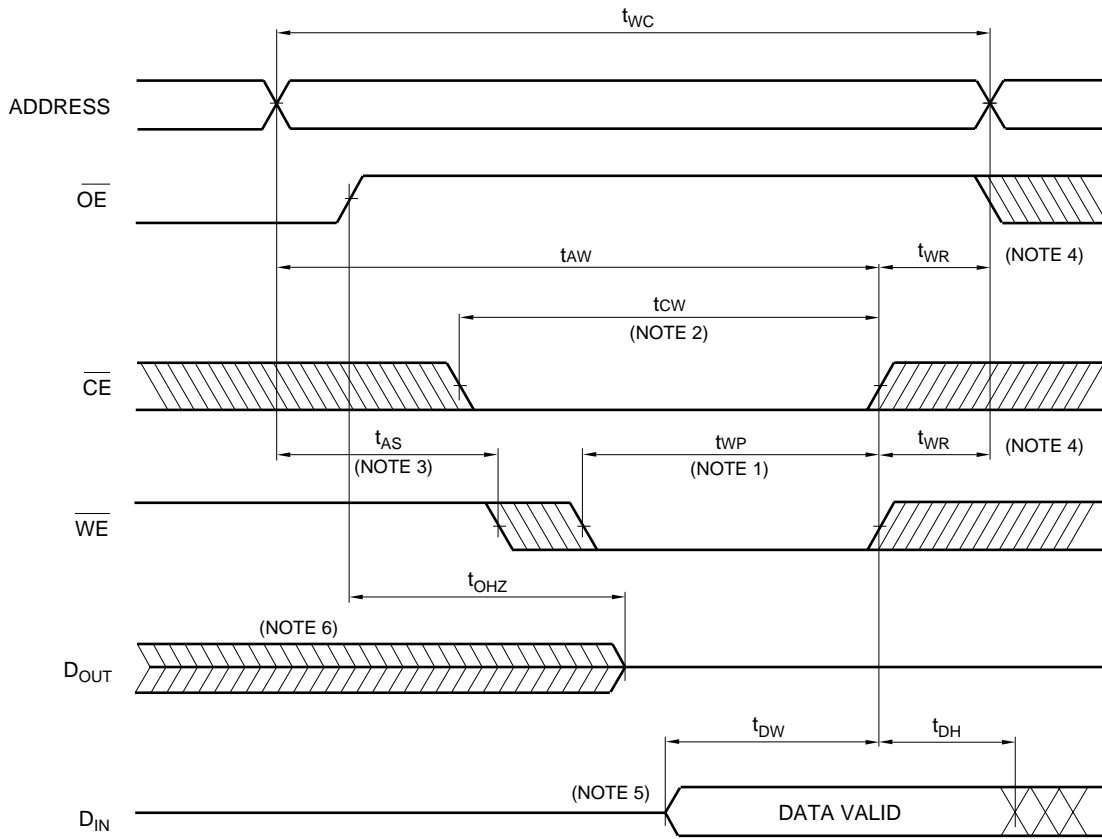 tWC
ADDRESS
OE
tAW
tWR
(NOTE 4)
tCW
(NOTE 2)
CE
tAS
(NOTE 3)
tWP
(NOTE 1)
tWR
(NOTE 4)
WE
tOHZ
(NOTE 6)
DOUT
tDW
tDH
(NOTE 5)
DIN
DATA VALID